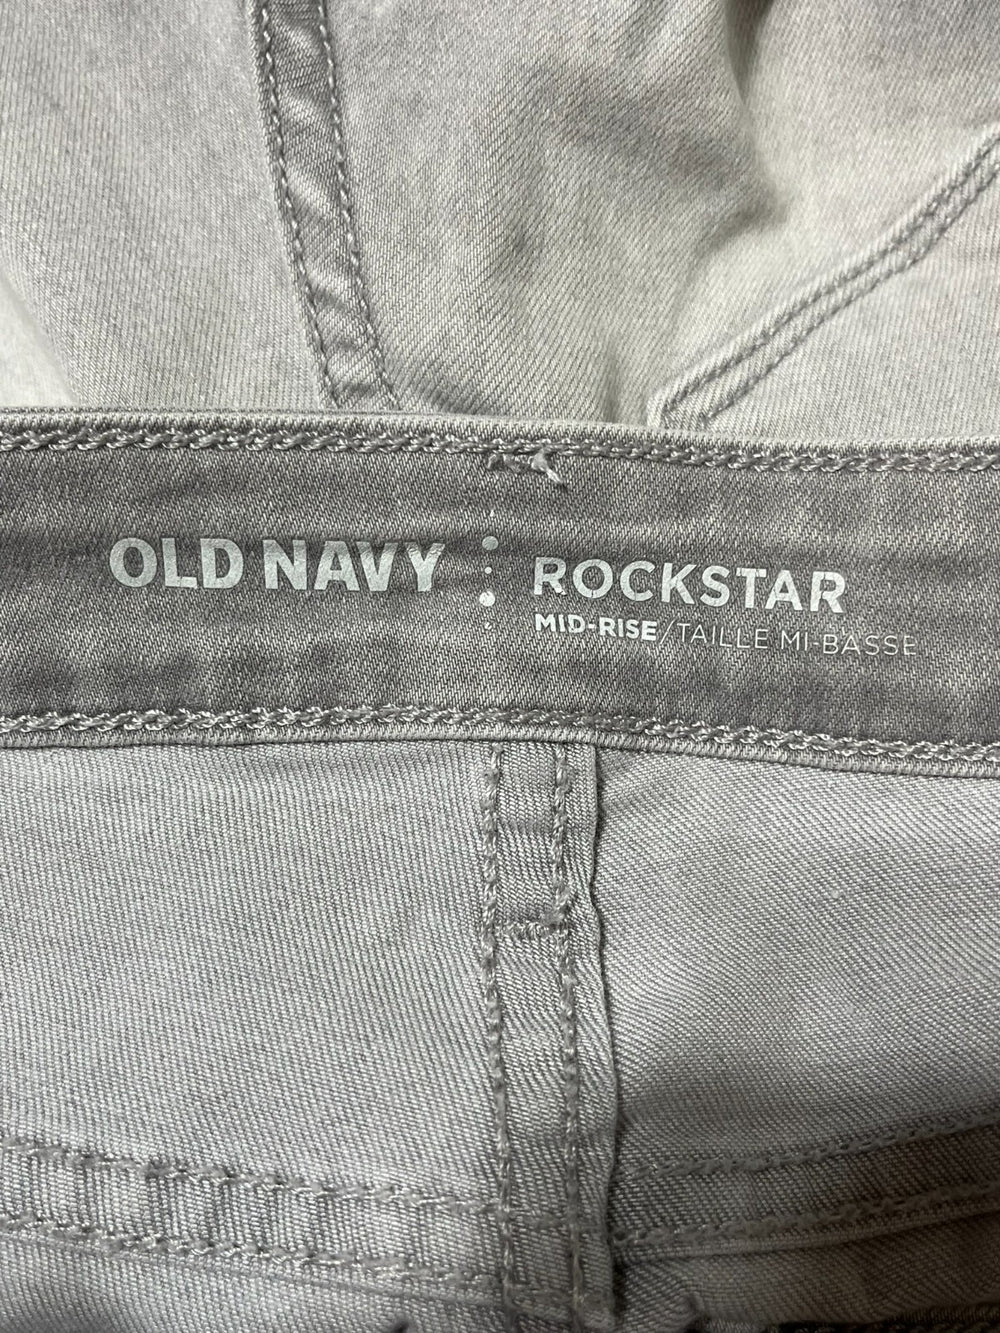 OLD NAVY
ROCKSTAR
MID-RISE/TAILLE MI-BASSE